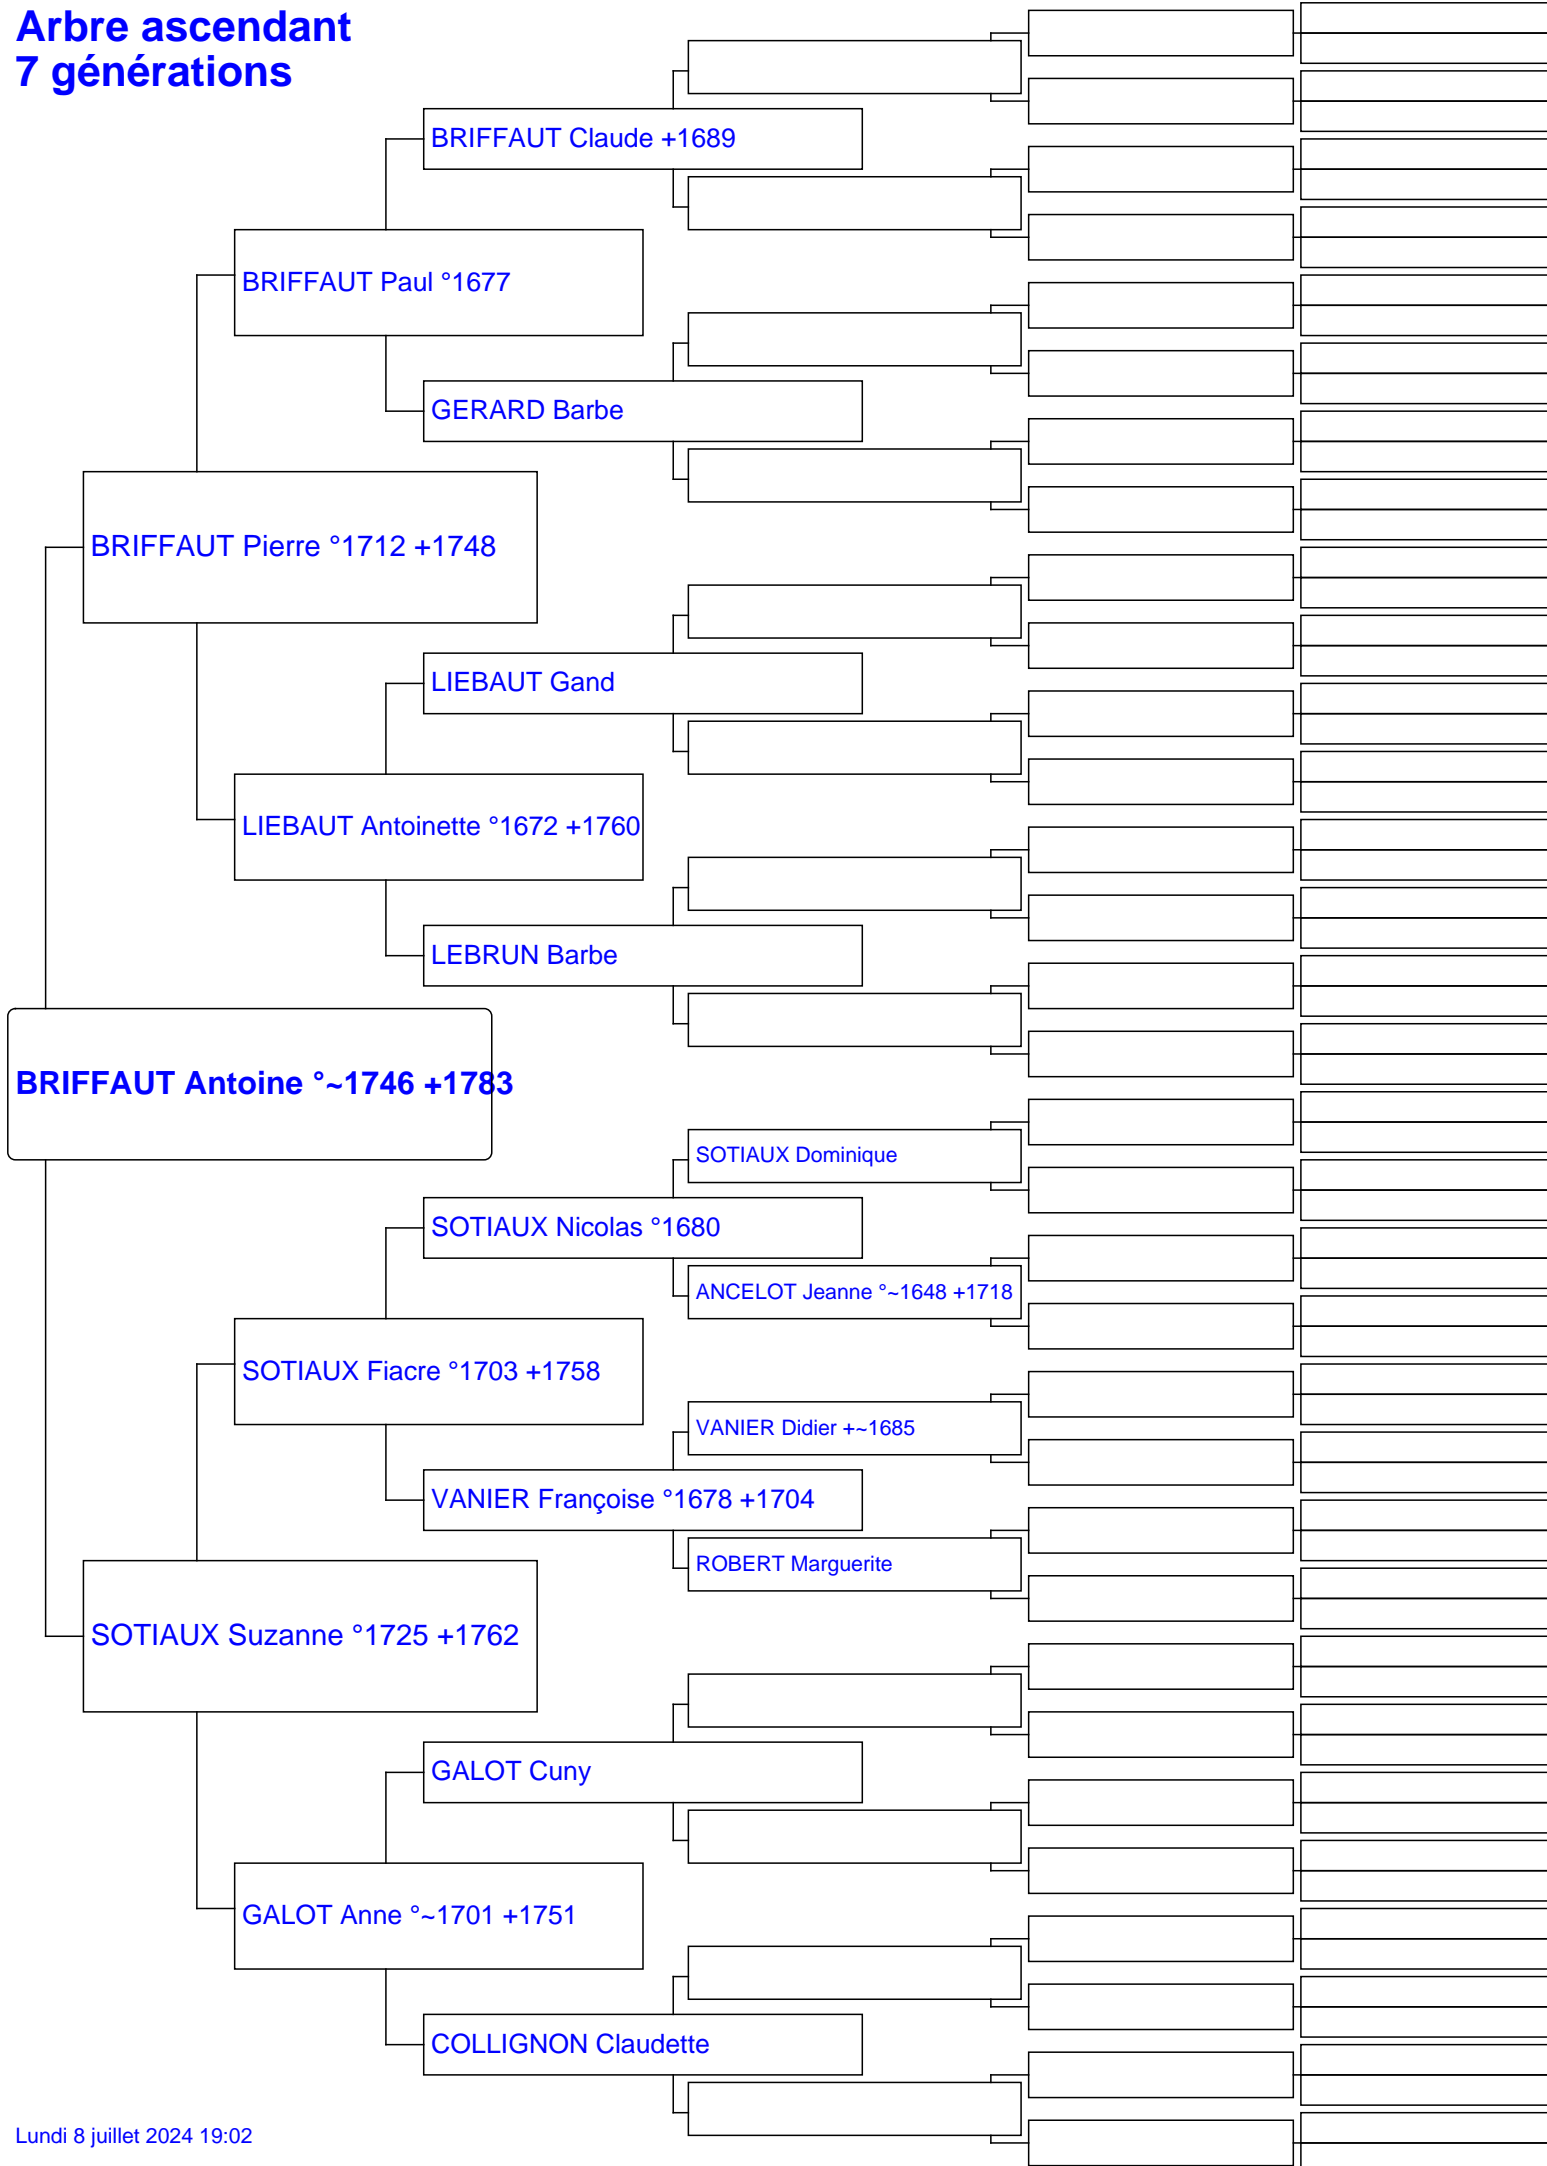 Arbre ascendant
7 générations
BRIFFAUT Claude +1689
BRIFFAUT Paul °1677
GERARD Barbe
BRIFFAUT Pierre °1712 +1748
LIEBAUT Gand
LIEBAUT Antoinette °1672 +1760
LEBRUN Barbe
BRIFFAUT Antoine °~1746 +1783
SOTIAUX Dominique
SOTIAUX Nicolas °1680
ANCELOT Jeanne °~1648 +1718
SOTIAUX Fiacre °1703 +1758
VANIER Didier +~1685
VANIER Françoise °1678 +1704
ROBERT Marguerite
SOTIAUX Suzanne °1725 +1762
GALOT Cuny
GALOT Anne °~1701 +1751
COLLIGNON Claudette
Lundi 8 juillet 2024 19:02